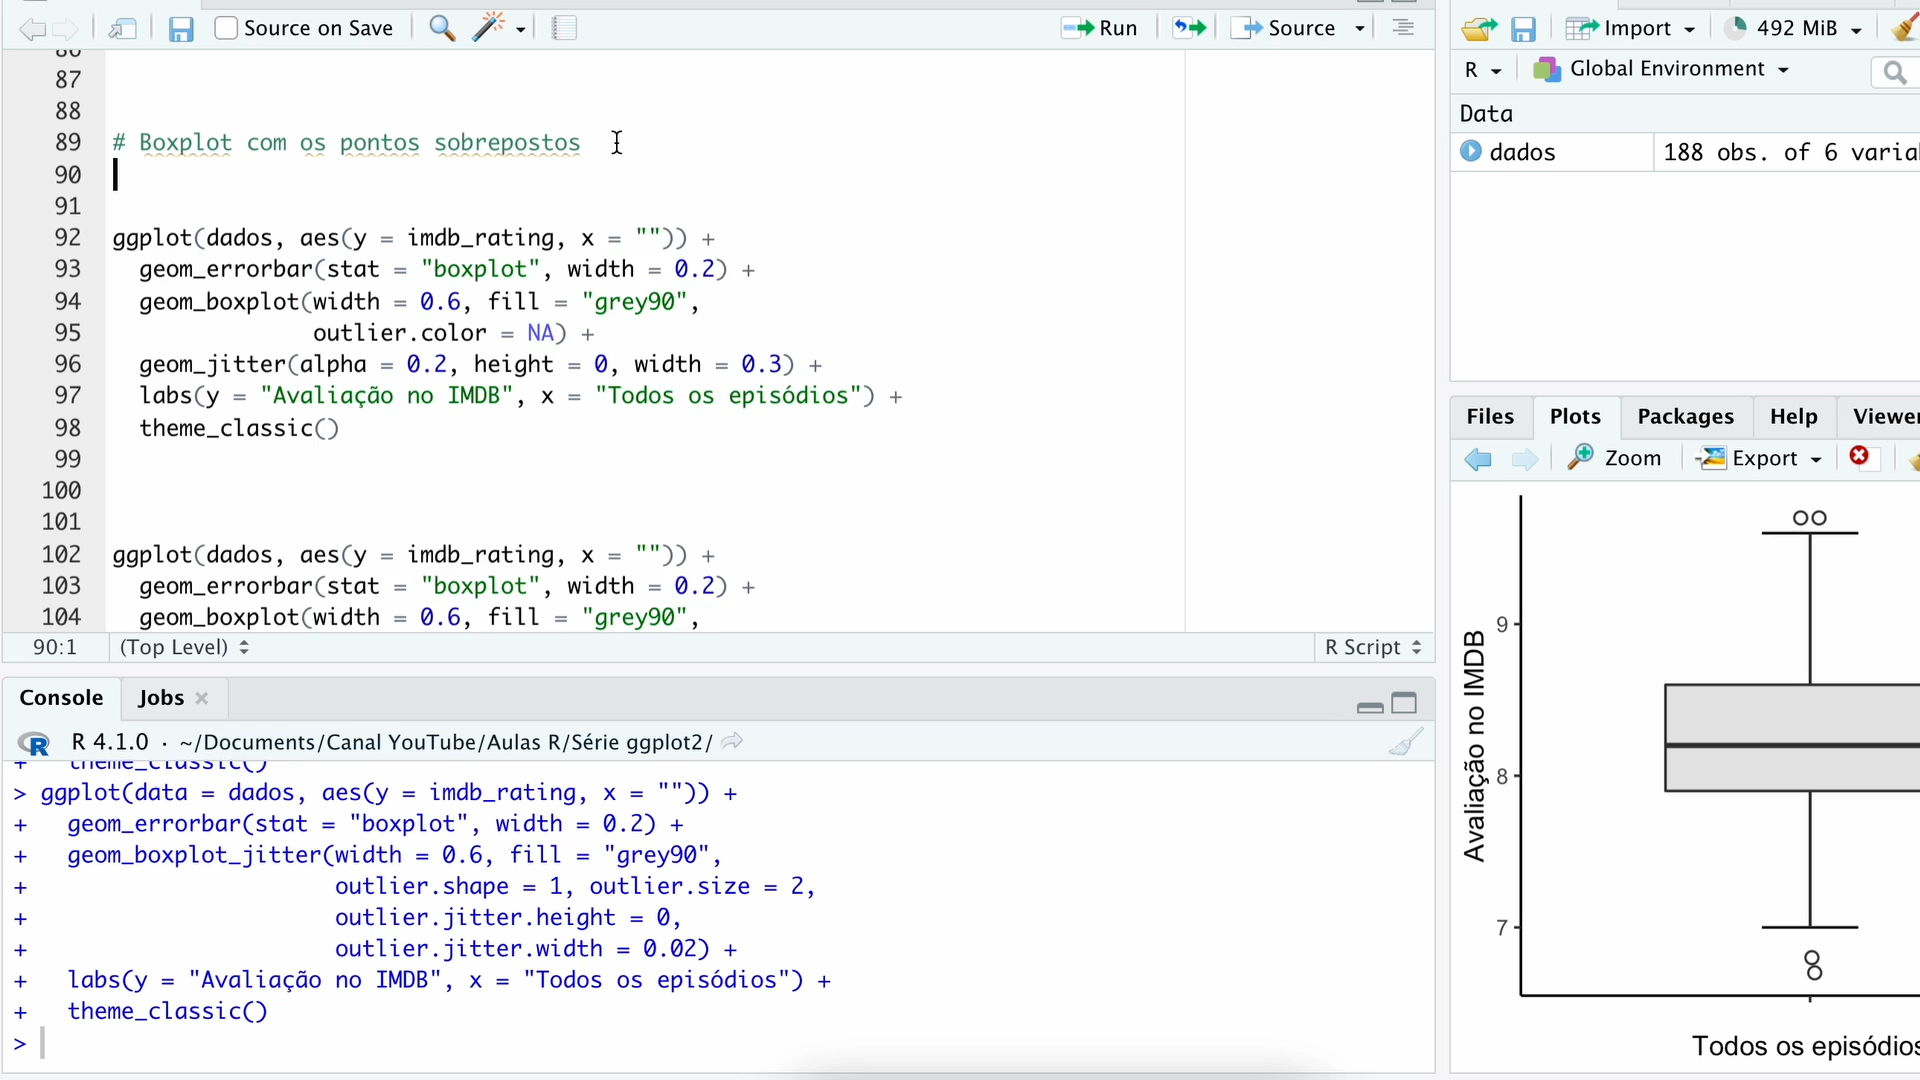 Source on Save
Run
Source
86
87
88
89 # Boxplot com os pontos sobrepostos
90
91
92 ggplot(dados, aes(y = imdb_rating, x = "")) +
93 geom_errorbar(stat = "boxplot", width = 0.2) +
94 geom_boxplot(width = 0.6, fill = "grey90",
95 outlier.color = NA) +
96 geom_jitter(alpha = 0.2, height = 0, width = 0.3) +
97 labs(y = "Avaliação no IMDB", x = "Todos os episódios") +
98 theme_classic()
99
100
101
102 ggplot(dados, aes(y = imdb_rating, x = "")) +
103 geom_errorbar(stat = "boxplot", width = 0.2) +
104 geom_boxplot(width = 0.6, fill = "grey90",
90:1 (Top Level) R Script
Console Jobs
R 4.1.0 · ~/Documents/Canal YouTube/Aulas R/Série ggplot2/
+ theme_classic()
> ggplot(data = dados, aes(y = imdb_rating, x = "")) +
+ geom_errorbar(stat = "boxplot", width = 0.2) +
+ geom_boxplot_jitter(width = 0.6, fill = "grey90",
+ outlier.shape = 1, outlier.size = 2,
+ outlier.jitter.height = 0,
+ outlier.jitter.width = 0.02) +
+ labs(y = "Avaliação no IMDB", x = "Todos os episódios") +
+ theme_classic()
>
Import 492 MiB
R Global Environment
Data
dados 188 obs. of 6 varia
Files Plots Packages Help Viewer
Zoom Export
9
8
7
Avaliação no IMDB
Todos os episódios